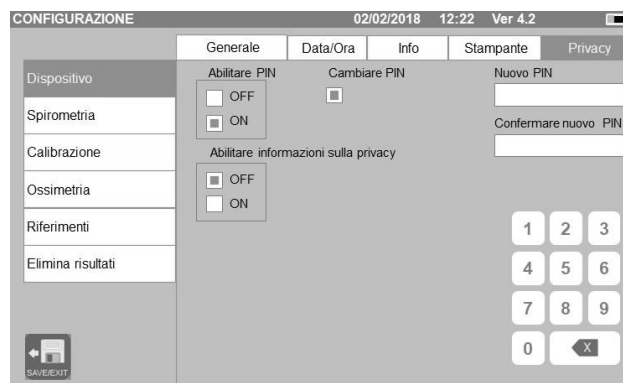 CONFIGURAZIONE 02/02/2018 12:22 Ver 4.2
Generale Data/Ora Info Stampante Privacy
Dispositivo
Spirometria
Calibrazione
Ossimetria
Riferimenti
Elimina risultati
Abilitare PIN
OFF
ON
Cambiare PIN
Nuovo PIN
Confermare nuovo PIN
Abilitare informazioni sulla privacy
OFF
ON
1 2 3
4 5 6
7 8 9
0 X
SAVE/EXIT